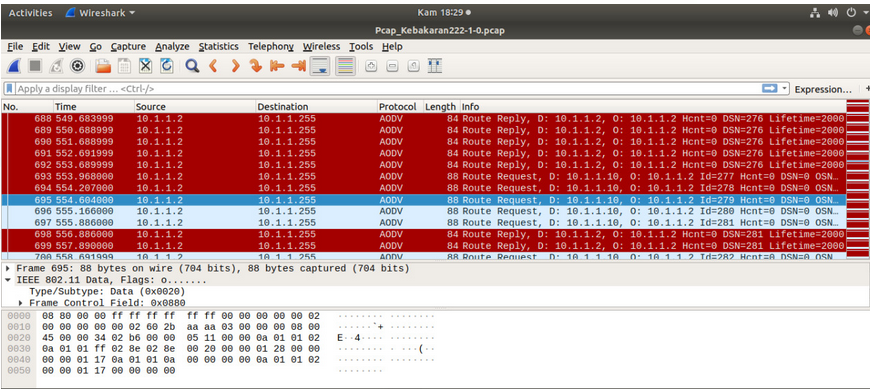 Activities Wireshark Kam 18:29
Pcap_Kebakaran222-1-0.pcap
File Edit View Go Capture Analyze Statistics Telephony Wireless Tools Help
Apply a display filter ... <Ctrl-/> Expression... +
No. Time Source Destination Protocol Length Info
688 549.683999 10.1.1.2 10.1.1.255 AODV 84 Route Reply, D: 10.1.1.2, O: 10.1.1.2 Hcnt=0 DSN=276 Lifetime=2000
689 550.688999 10.1.1.2 10.1.1.255 AODV 84 Route Reply, D: 10.1.1.2, O: 10.1.1.2 Hcnt=0 DSN=276 Lifetime=2000
690 551.688999 10.1.1.2 10.1.1.255 AODV 84 Route Reply, D: 10.1.1.2, O: 10.1.1.2 Hcnt=0 DSN=276 Lifetime=2000
691 552.691999 10.1.1.2 10.1.1.255 AODV 84 Route Reply, D: 10.1.1.2, O: 10.1.1.2 Hcnt=0 DSN=276 Lifetime=2000
692 553.689999 10.1.1.2 10.1.1.255 AODV 84 Route Reply, D: 10.1.1.2, O: 10.1.1.2 Hcnt=0 DSN=276 Lifetime=2000
693 553.968000 10.1.1.2 10.1.1.255 AODV 88 Route Request, D: 10.1.1.10, O: 10.1.1.2 Id=277 Hcnt=0 DSN=0 OSN…
694 554.207000 10.1.1.2 10.1.1.255 AODV 88 Route Request, D: 10.1.1.10, O: 10.1.1.2 Id=278 Hcnt=0 DSN=0 OSN…
695 554.604000 10.1.1.2 10.1.1.255 AODV 88 Route Request, D: 10.1.1.10, O: 10.1.1.2 Id=279 Hcnt=0 DSN=0 OSN…
696 555.166000 10.1.1.2 10.1.1.255 AODV 88 Route Request, D: 10.1.1.10, O: 10.1.1.2 Id=280 Hcnt=0 DSN=0 OSN…
697 555.886000 10.1.1.2 10.1.1.255 AODV 88 Route Request, D: 10.1.1.10, O: 10.1.1.2 Id=281 Hcnt=0 DSN=0 OSN…
698 556.886000 10.1.1.2 10.1.1.255 AODV 84 Route Reply, D: 10.1.1.2, O: 10.1.1.2 Hcnt=0 DSN=281 Lifetime=2000
699 557.890000 10.1.1.2 10.1.1.255 AODV 84 Route Reply, D: 10.1.1.2, O: 10.1.1.2 Hcnt=0 DSN=281 Lifetime=2000
700 558.691999 10.1.1.2 10.1.1.255 AODV 88 Route Request, D: 10.1.1.10, O: 10.1.1.2 Id=282 Hcnt=0 DSN=0 OSN…
Frame 695: 88 bytes on wire (704 bits), 88 bytes captured (704 bits)
IEEE 802.11 Data, Flags: o.......
Type/Subtype: Data (0x0020)
Frame Control Field: 0x0880
0000 08 80 00 00 ff ff ff ff ff ff 00 00 00 00 00 02 ········ ········
0010 00 00 00 00 00 02 60 2b aa aa 03 00 00 00 08 00 ······`+ ········
0020 45 00 00 34 02 b6 00 00 05 11 00 00 0a 01 01 02 E··4···· ········
0030 0a 01 01 ff 02 8e 02 8e 00 20 00 00 01 28 00 00 ········ · ···(··
0040 00 00 01 17 0a 01 01 0a 00 00 00 00 0a 01 01 02 ········ ········
0050 00 00 01 17 00 00 00 00 ········